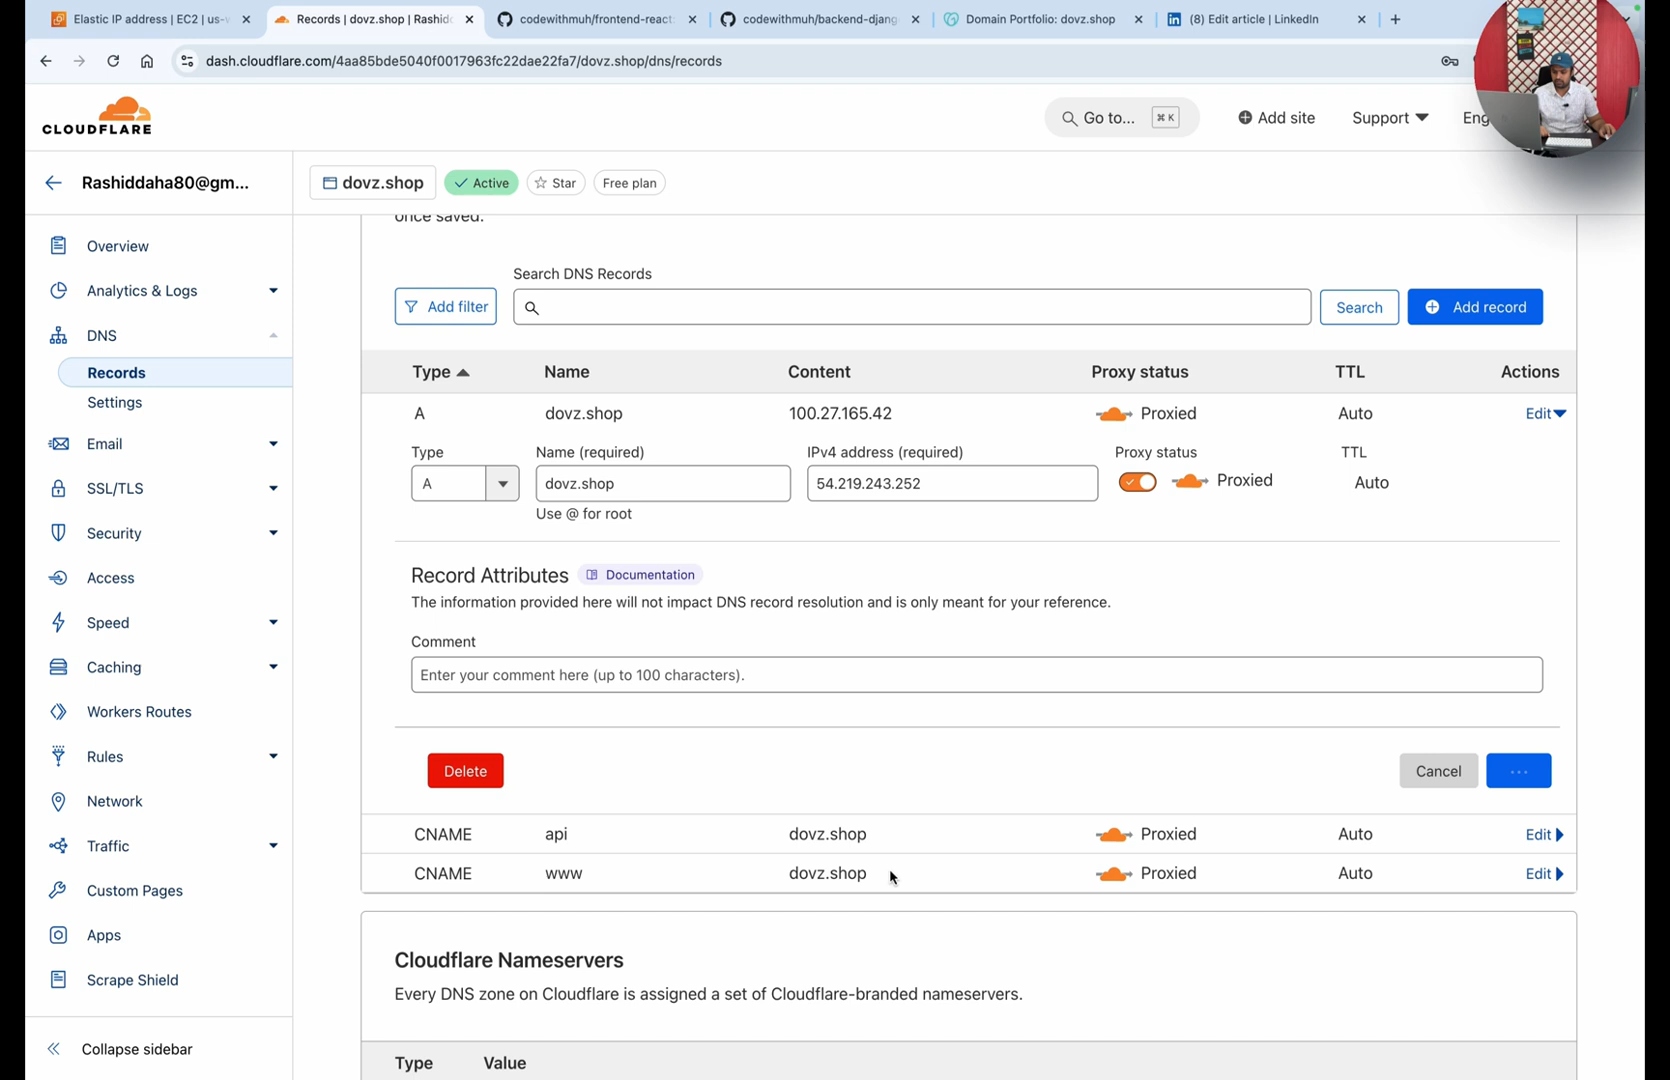 Elastic IP address | EC2 | us-w
Records | dovz.shop | Rashidd
codewithmuh/frontend-react
codewithmuh/backend-djang
Domain Portfolio: dovz.shop
(8) Edit article | LinkedIn
dash.cloudflare.com/4aa85bde5040f0017963fc22dae22fa7/dovz.shop/dns/records
CLOUDFLARE
Go to...
⌘ K
Add site
Support
Eng
Rashiddaha80@gm...
dovz.shop
Active
Star
Free plan
Overview
Analytics & Logs
DNS
Records
Settings
Email
SSL/TLS
Security
Access
Speed
Caching
Workers Routes
Rules
Network
Traffic
Custom Pages
Apps
Scrape Shield
Collapse sidebar
once saved.
Search DNS Records
Add filter
Search
Add record
Type Name Content Proxy status TTL Actions
A dovz.shop 100.27.165.42 Proxied Auto Edit
Type Name (required) IPv4 address (required) Proxy status TTL
A dovz.shop 54.219.243.252 Proxied Auto
Use @ for root
Record Attributes Documentation
The information provided here will not impact DNS record resolution and is only meant for your reference.
Comment
Enter your comment here (up to 100 characters).
Delete Cancel ...
CNAME api dovz.shop Proxied Auto Edit
CNAME www dovz.shop Proxied Auto Edit
Cloudflare Nameservers
Every DNS zone on Cloudflare is assigned a set of Cloudflare-branded nameservers.
Type Value